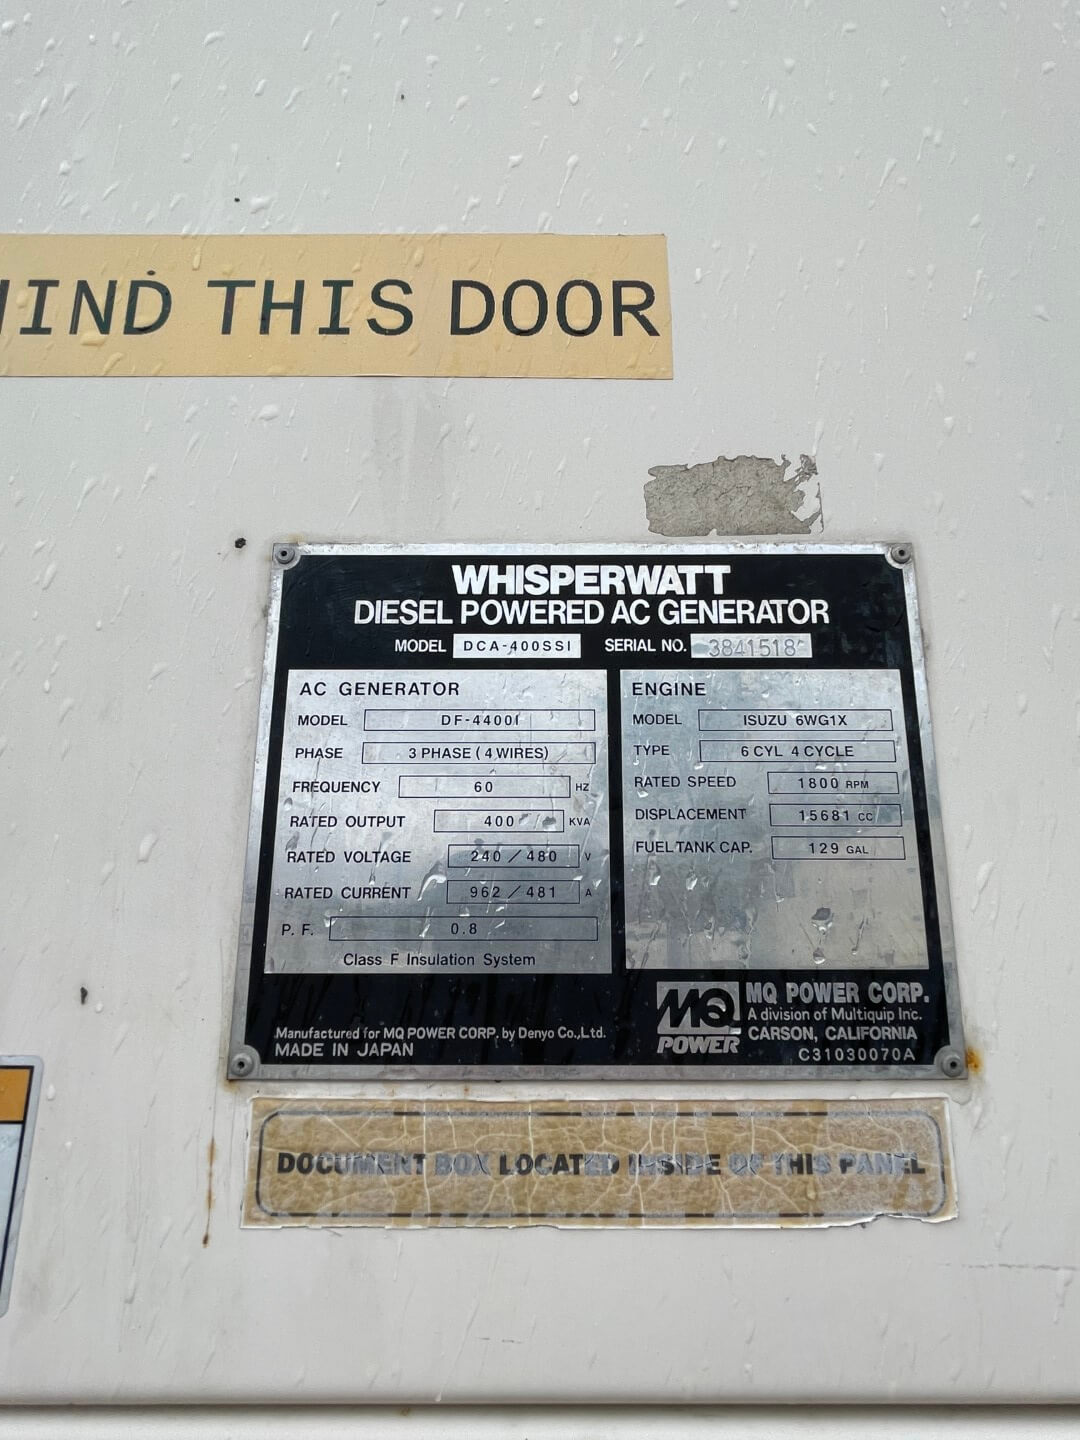 HIND THIS DOOR
WHISPERWATT
DIESEL POWERED AC GENERATOR
MODEL DCA-400SSI SERIAL NO. 3841518
AC GENERATOR
MODEL DF-4400I
PHASE 3 PHASE ( 4 WIRES)
FREQUENCY 60 HZ
RATED OUTPUT 400 KVA
RATED VOLTAGE 240 / 480 V
RATED CURRENT 962 / 481 A
P. F. 0.8
Class F Insulation System
ENGINE
MODEL ISUZU 6WG1X
TYPE 6 CYL 4 CYCLE
RATED SPEED 1800 RPM
DISPLACEMENT 15681 CC
FUEL TANK CAP. 129 GAL
Manufactured for MQ POWER CORP. by Denyo Co.,Ltd.
MADE IN JAPAN
MQ POWER
MQ POWER CORP.
A division of Multiquip Inc.
CARSON, CALIFORNIA
C31030070A
DOCUMENT BOX LOCATED INSIDE OF THIS PANEL